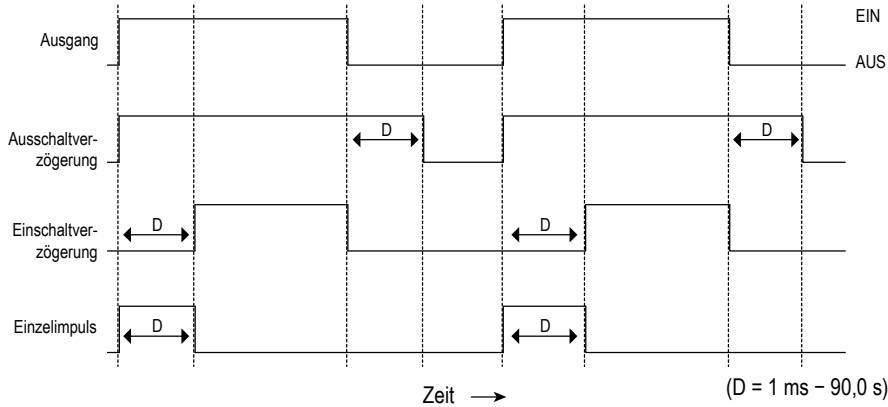 EIN
Ausgang
AUS
D
D
Ausschaltver-
zögerung
D
D
Einschaltver-
zögerung
D
D
Einzelimpuls
Zeit
(D = 1 ms − 90,0 s)